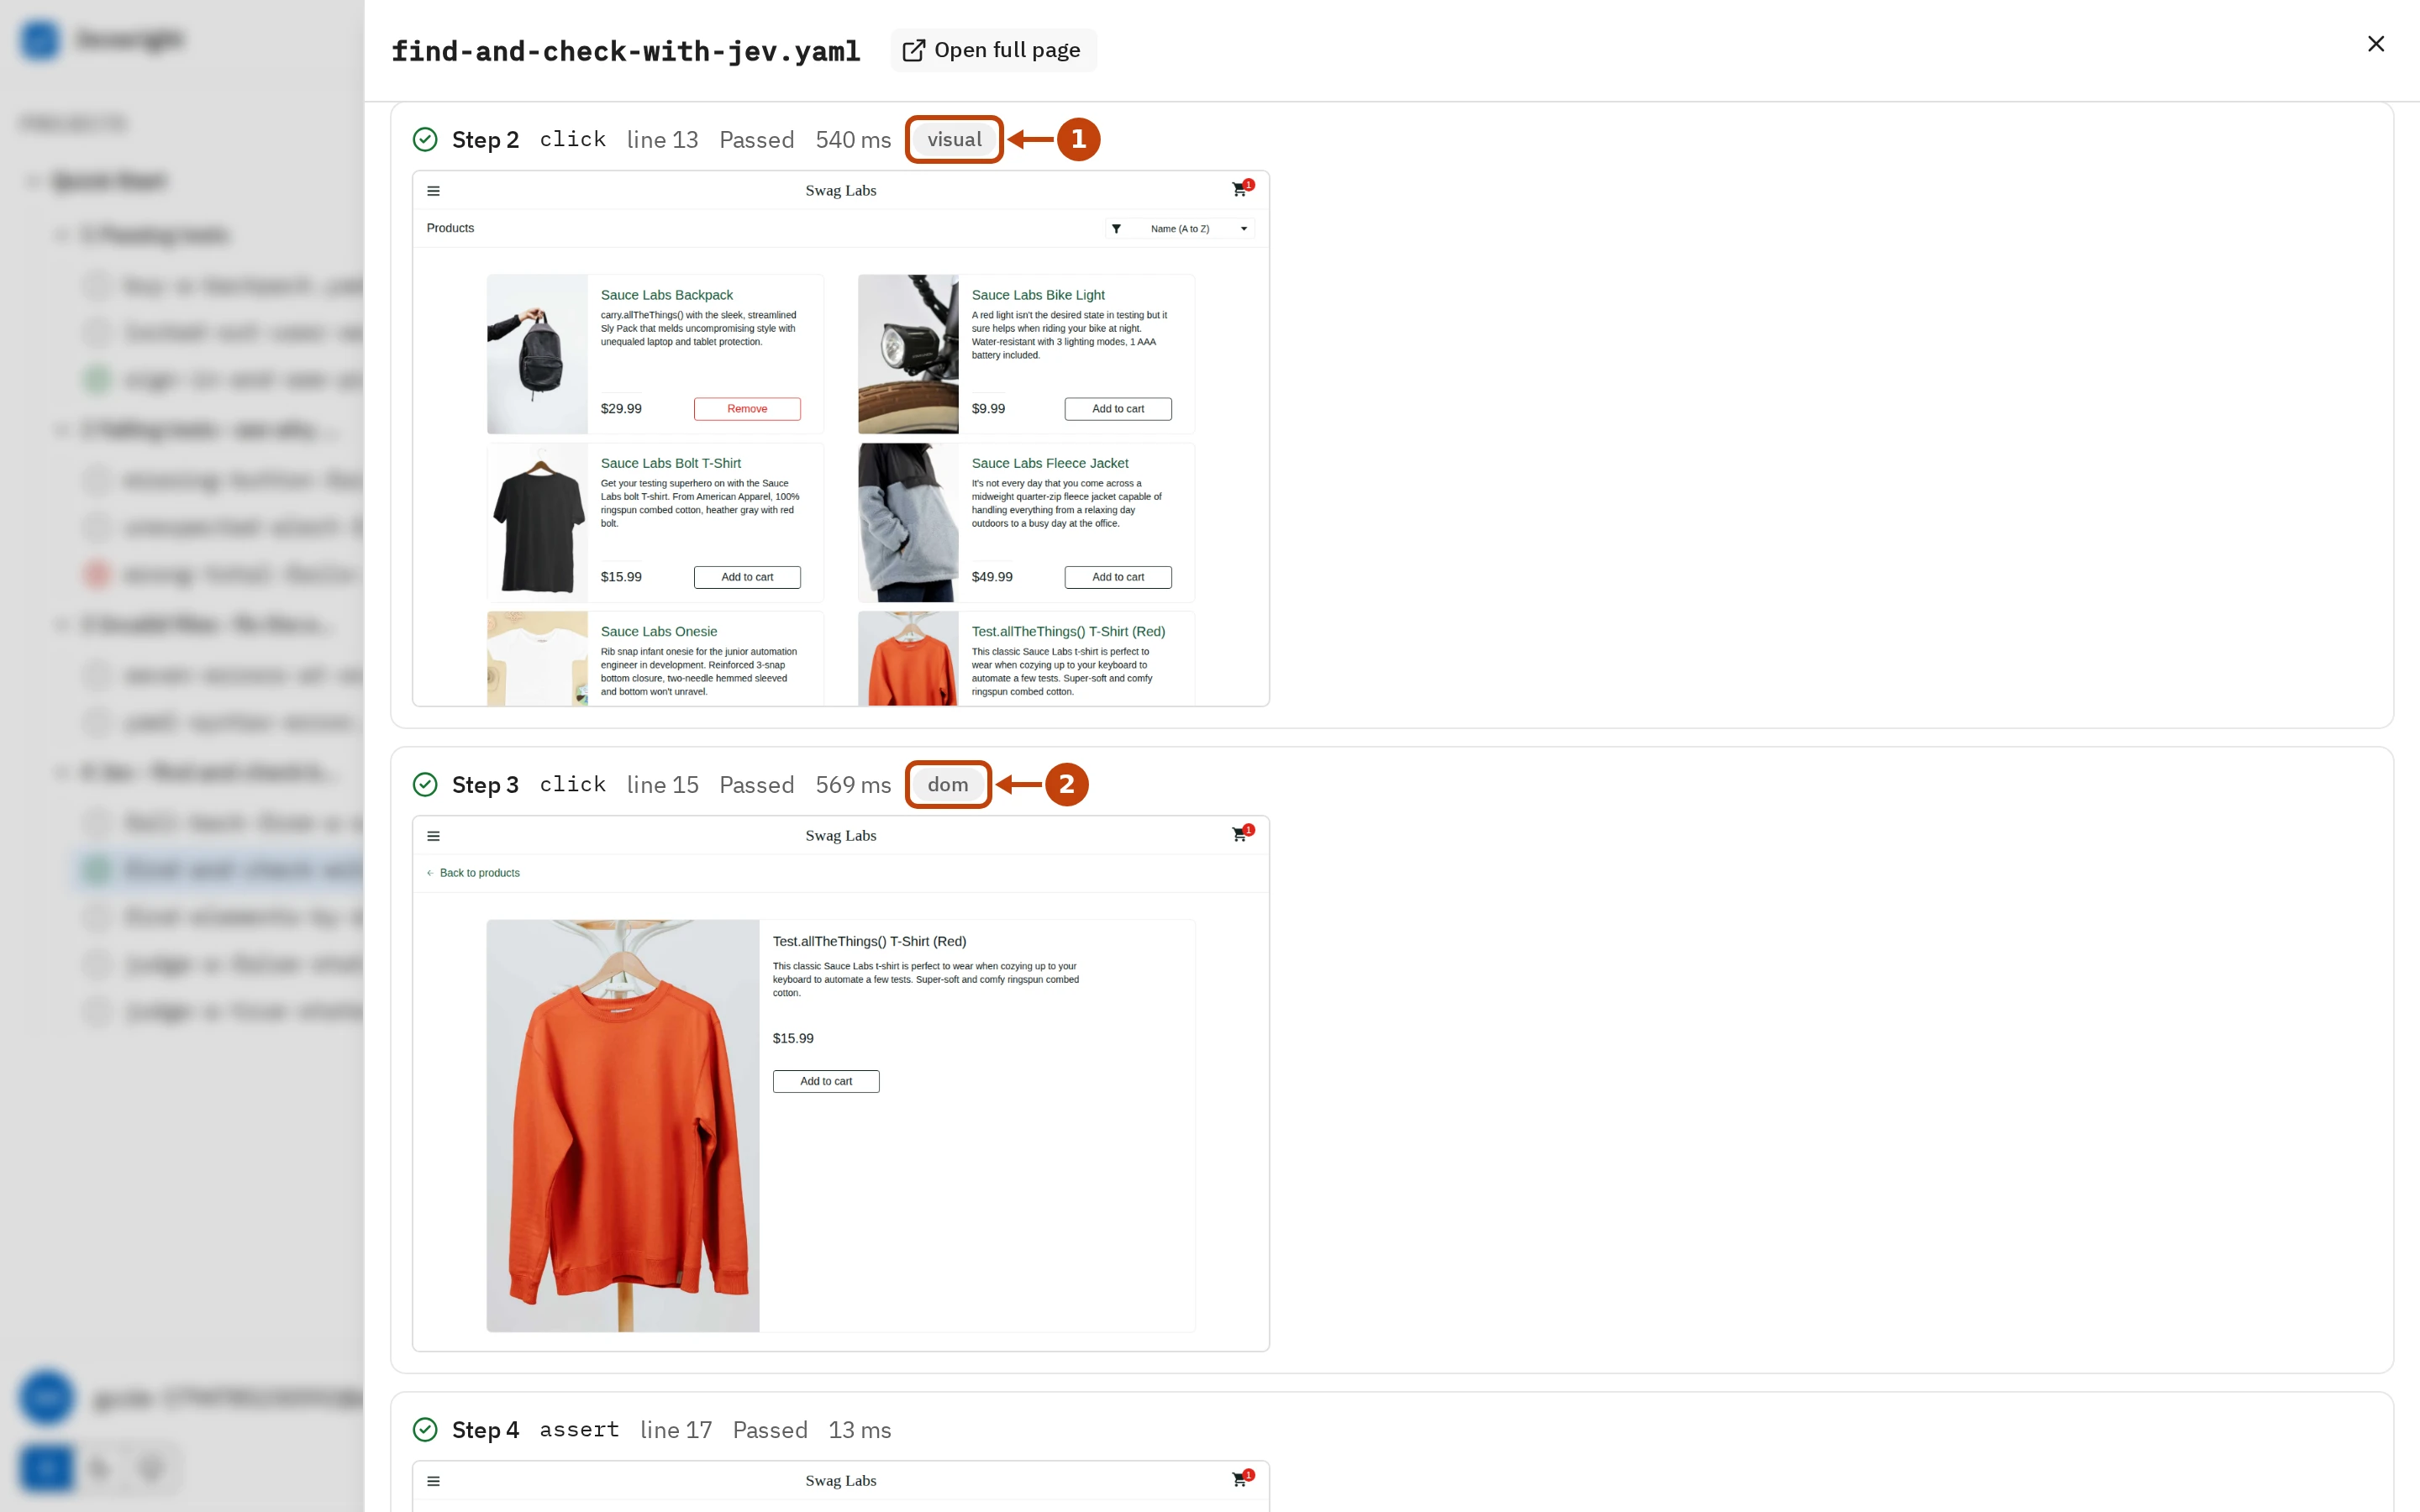 find-and-check-with-jev.yaml Open full page
Step 2 click line 13 Passed 540 ms visual 1
Swag Labs 1
Products Name (A to Z)
Sauce Labs Backpack
carry.allTheThings() with the sleek, streamlined
Sly Pack that melds uncompromising style with
unequaled laptop and tablet protection.
$29.99 Remove
Sauce Labs Bike Light
A red light isn't the desired state in testing but it
sure helps when riding your bike at night.
Water-resistant with 3 lighting modes, 1 AAA
battery included.
$9.99 Add to cart
Sauce Labs Bolt T-Shirt
Get your testing superhero on with the Sauce
Labs bolt T-shirt. From American Apparel, 100%
ringspun combed cotton, heather gray with red
bolt.
$15.99 Add to cart
Sauce Labs Fleece Jacket
It's not every day that you come across a
midweight quarter-zip fleece jacket capable of
handling everything from a relaxing day
outdoors to a busy day at the office.
$49.99 Add to cart
Sauce Labs Onesie
Rib snap infant onesie for the junior automation
engineer in development. Reinforced 3-snap
bottom closure, two-needle hemmed sleeved
and bottom won't unravel.
Test.allTheThings() T-Shirt (Red)
This classic Sauce Labs t-shirt is perfect to
wear when cozying up to your keyboard to
automate a few tests. Super-soft and comfy
ringspun combed cotton.
Step 3 click line 15 Passed 569 ms dom 2
Swag Labs 1
Back to products
Test.allTheThings() T-Shirt (Red)
This classic Sauce Labs t-shirt is perfect to wear when cozying up to your
keyboard to automate a few tests. Super-soft and comfy ringspun combed
cotton.
$15.99
Add to cart
Step 4 assert line 17 Passed 13 ms
Swag Labs 1